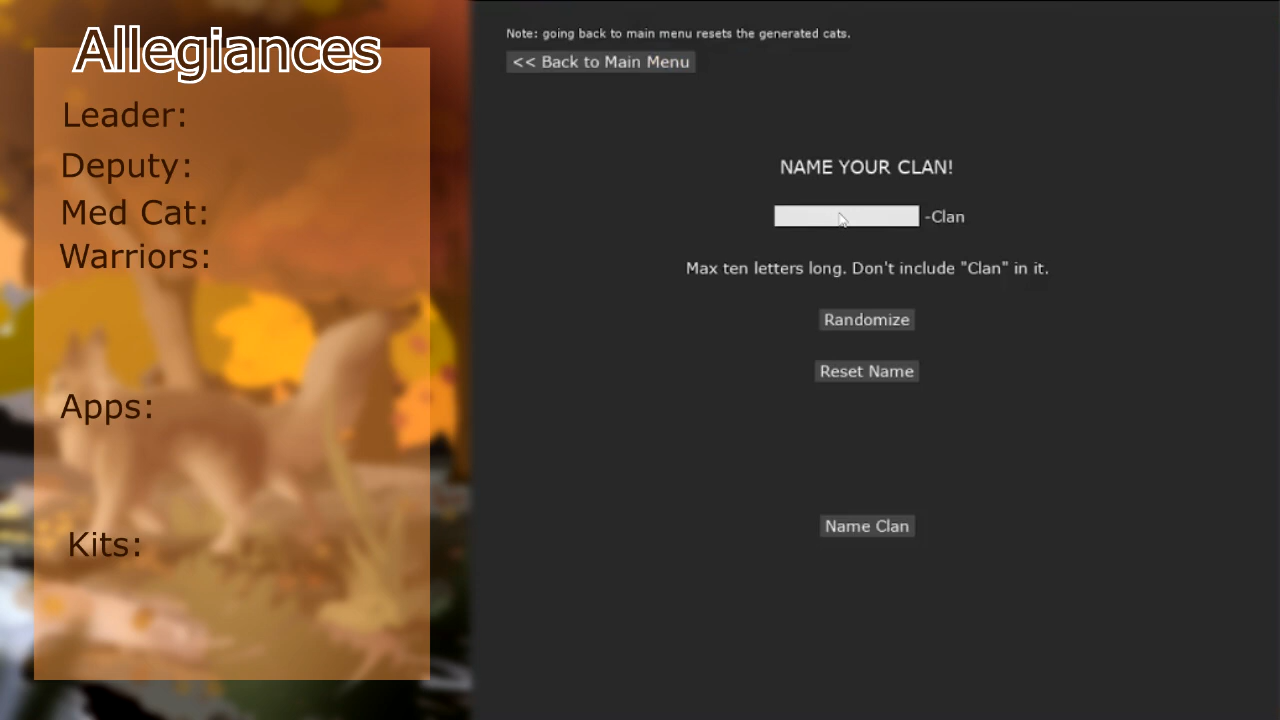 Allegiances
Leader:
Deputy:
Med Cat:
Warriors:
Apps:
Kits:
Note: going back to main menu resets the generated cats.
<< Back to Main Menu
NAME YOUR CLAN!
-Clan
Max ten letters long. Don't include "Clan" in it.
Randomize
Reset Name
Name Clan